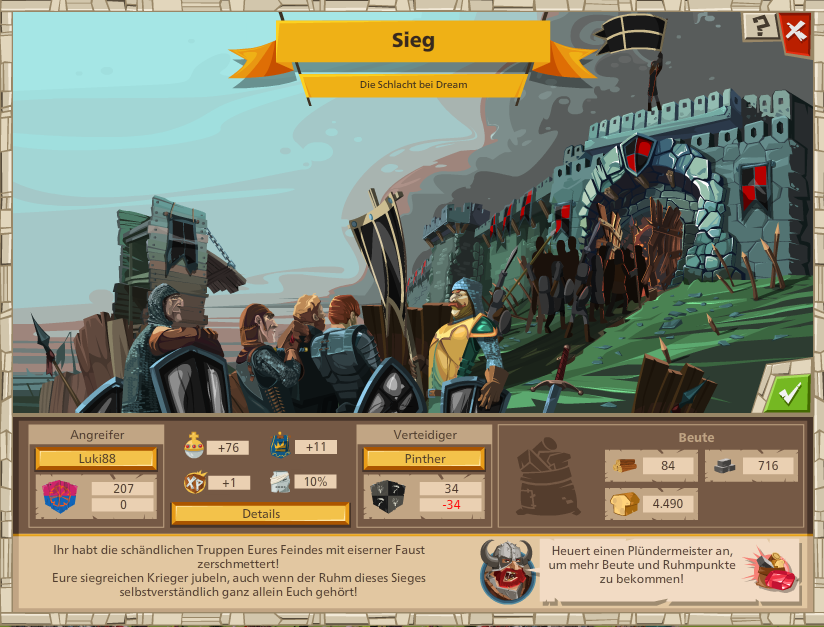 Sieg
Die Schlacht bei Dream
?
Angreifer
Luki88
207
0
+76
+11
XP
+1
10%
Details
Verteidiger
Pinther
34
-34
Beute
84
716
4.490
Ihr habt die schändlichen Truppen Eures Feindes mit eiserner Faust
zerschmettert!
Eure siegreichen Krieger jubeln, auch wenn der Ruhm dieses Sieges
selbstverständlich ganz allein Euch gehört!
Heuert einen Plündermeister an,
um mehr Beute und Ruhmpunkte
zu bekommen!